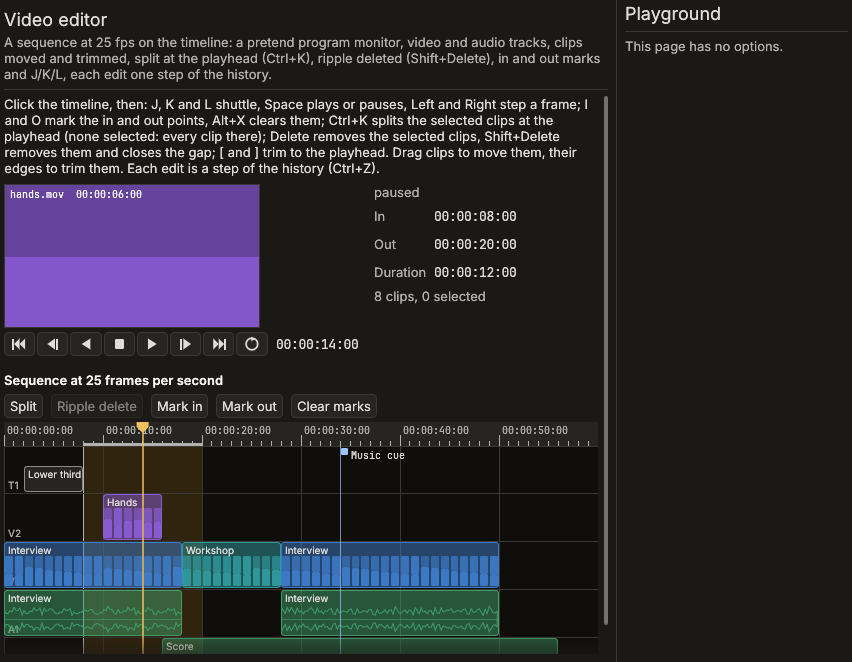 Video editor
A sequence at 25 fps on the timeline: a pretend program monitor, video and audio tracks, clips
moved and trimmed, split at the playhead (Ctrl+K), ripple deleted (Shift+Delete), in and out marks
and J/K/L, each edit one step of the history.
Playground
This page has no options.
Click the timeline, then: J, K and L shuttle, Space plays or pauses, Left and Right step a frame; I
and O mark the in and out points, Alt+X clears them; Ctrl+K splits the selected clips at the
playhead (none selected: every clip there); Delete removes the selected clips, Shift+Delete
removes them and closes the gap; [ and ] trim to the playhead. Drag clips to move them, their
edges to trim them. Each edit is a step of the history (Ctrl+Z).
hands.mov 00:00:06:00
paused
In 00:00:08:00
Out 00:00:20:00
Duration 00:00:12:00
8 clips, 0 selected
00:00:14:00
Sequence at 25 frames per second
Split Ripple delete Mark in Mark out Clear marks
00:00:00:00 00:00:10:00 00:00:20:00 00:00:30:00 00:00:40:00 00:00:50:00
Music cue
T1 Lower third
Hands
V2
Interview Workshop Interview
Interview Interview
A1
Score